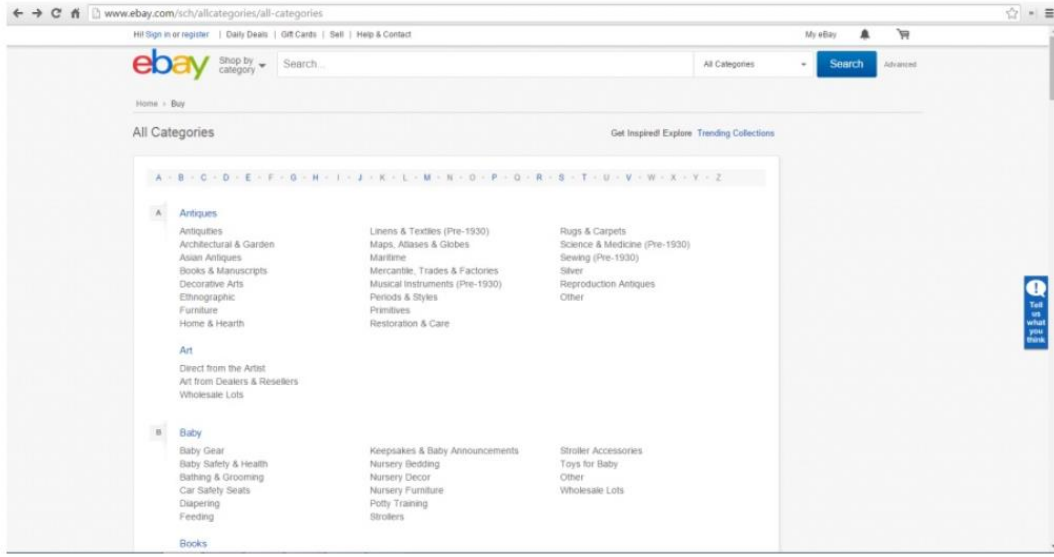 www.ebay.com/sch/allcategories/all-categories
Hi! Sign in or register | Daily Deals | Gift Cards | Sell | Help & Contact My eBay
ebay Shop by category Search... All Categories Search Advanced
Home › Buy
All Categories Get Inspired! Explore Trending Collections
A - B - C - D - E - F - G - H - I - J - K - L - M - N - O - P - Q - R - S - T - U - V - W - X - Y - Z
A Antiques
Antiquities Linens & Textiles (Pre-1930) Rugs & Carpets
Architectural & Garden Maps, Atlases & Globes Science & Medicine (Pre-1930)
Asian Antiques Maritime Sewing (Pre-1930)
Books & Manuscripts Mercantile, Trades & Factories Silver
Decorative Arts Musical Instruments (Pre-1930) Reproduction Antiques
Ethnographic Periods & Styles Other
Furniture Primitives
Home & Hearth Restoration & Care
Art
Direct from the Artist
Art from Dealers & Resellers
Wholesale Lots
B Baby
Baby Gear Keepsakes & Baby Announcements Stroller Accessories
Baby Safety & Health Nursery Bedding Toys for Baby
Bathing & Grooming Nursery Decor Other
Car Safety Seats Nursery Furniture Wholesale Lots
Diapering Potty Training
Feeding Strollers
Books
Tell
us
what
you
think